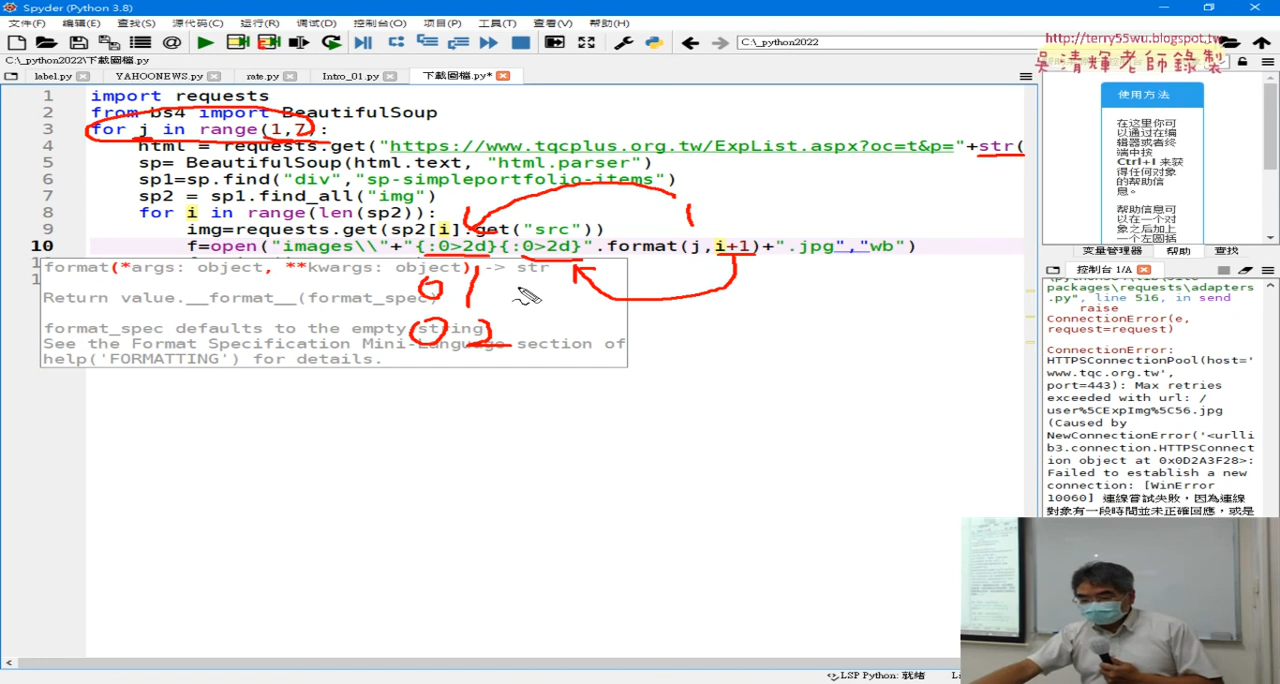 Spyder (Python 3.8)
文件(F) 编辑(E) 查找(S) 源代码(C) 运行(R) 调试(D) 控制台(O) 项目(P) 工具(T) 查看(V) 帮助(H)
C:\_python2022
http://terry55wu.blogspot.tw
吳清輝老師錄製
C:\_python2022\下載圖檔.py
label.py YAHOONEWS.py rate.py Intro_01.py 下載圖檔.py*
1 import requests
2 from bs4 import BeautifulSoup
3 for j in range(1,7):
4 html = requests.get("https://www.tqcplus.org.tw/ExpList.aspx?oc=t&p="+str(
5 sp= BeautifulSoup(html.text, "html.parser")
6 sp1=sp.find("div","sp-simpleportfolio-items")
7 sp2 = sp1.find_all("img")
8 for i in range(len(sp2)):
9 img=requests.get(sp2[i].get("src"))
10 f=open("images\\"+"{:0>2d}{:0>2d}".format(j,i+1)+".jpg","wb")
format(*args: object, **kwargs: object) -> str
Return value.__format__(format_spec)
format_spec defaults to the empty string.
See the Format Specification Mini-Language section of
help('FORMATTING') for details.
0 1
0 2
使用方法
在这里你可以通过在编辑器或者终端中按 Ctrl+I 来获得任何对象的帮助信息。
帮助信息可以在一个对象之后加上一个左圆括
变量管理器 帮助 查找
控制台 1/A
packages\requests\adapters
.py", line 516, in send
raise
ConnectionError(e,
request=request)
ConnectionError:
HTTPSConnectionPool(host='
www.tqc.org.tw',
port=443): Max retries
exceeded with url: /
user%5CExpImg%5C56.jpg
(Caused by
NewConnectionError('<urlli
b3.connection.HTTPSConnect
ion object at 0x0D2A3F28>:
Failed to establish a new
connection: [WinError
10060] 連線嘗試失敗，因為連線
對象有一段時間並未正確回應，或是
LSP Python: 就绪